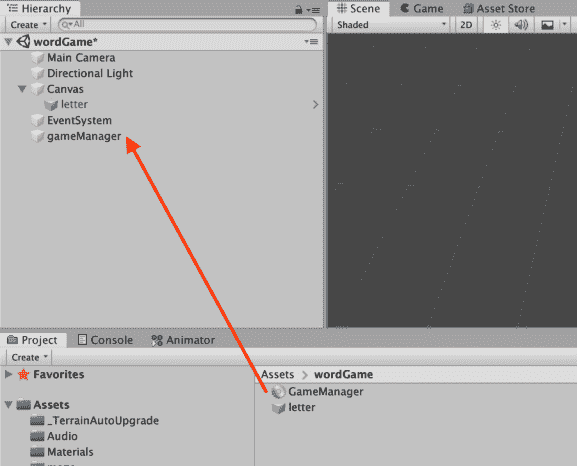 Hierarchy
Create
All
wordGame*
Main Camera
Directional Light
Canvas
letter
EventSystem
gameManager
Scene
Game
Asset Store
Shaded
2D
Project
Console
Animator
Create
Favorites
Assets
_TerrainAutoUpgrade
Audio
Materials
Assets > wordGame
GameManager
letter